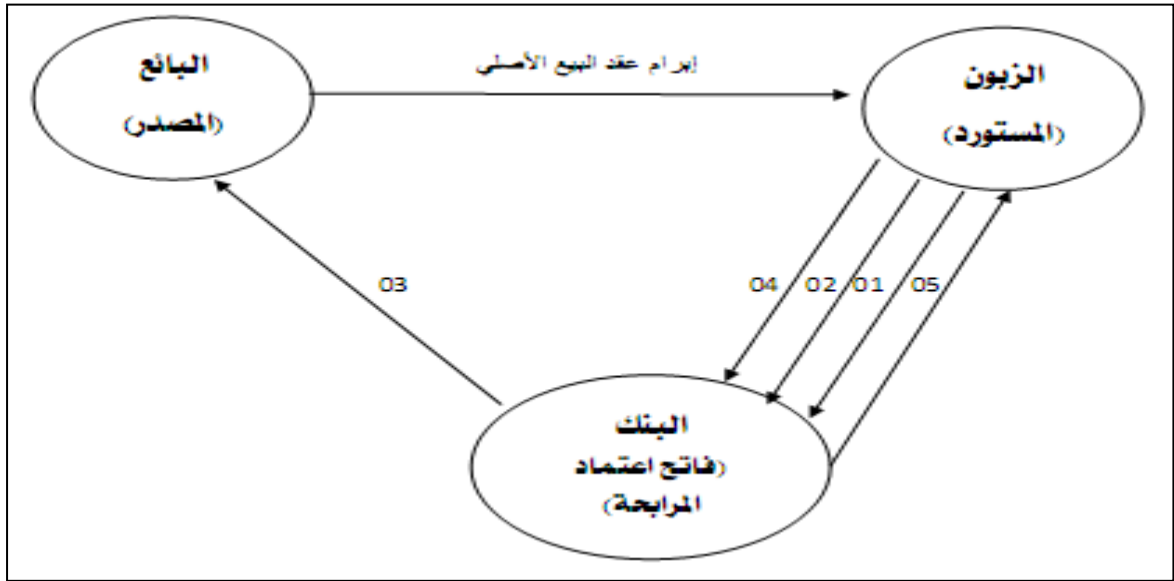 البائع
(المصدر)
إبرام عقد البيع الأصلي
الزبون
(المستورد)
03
04
02
01
05
البنك
(فاتح اعتماد
المرابحة)